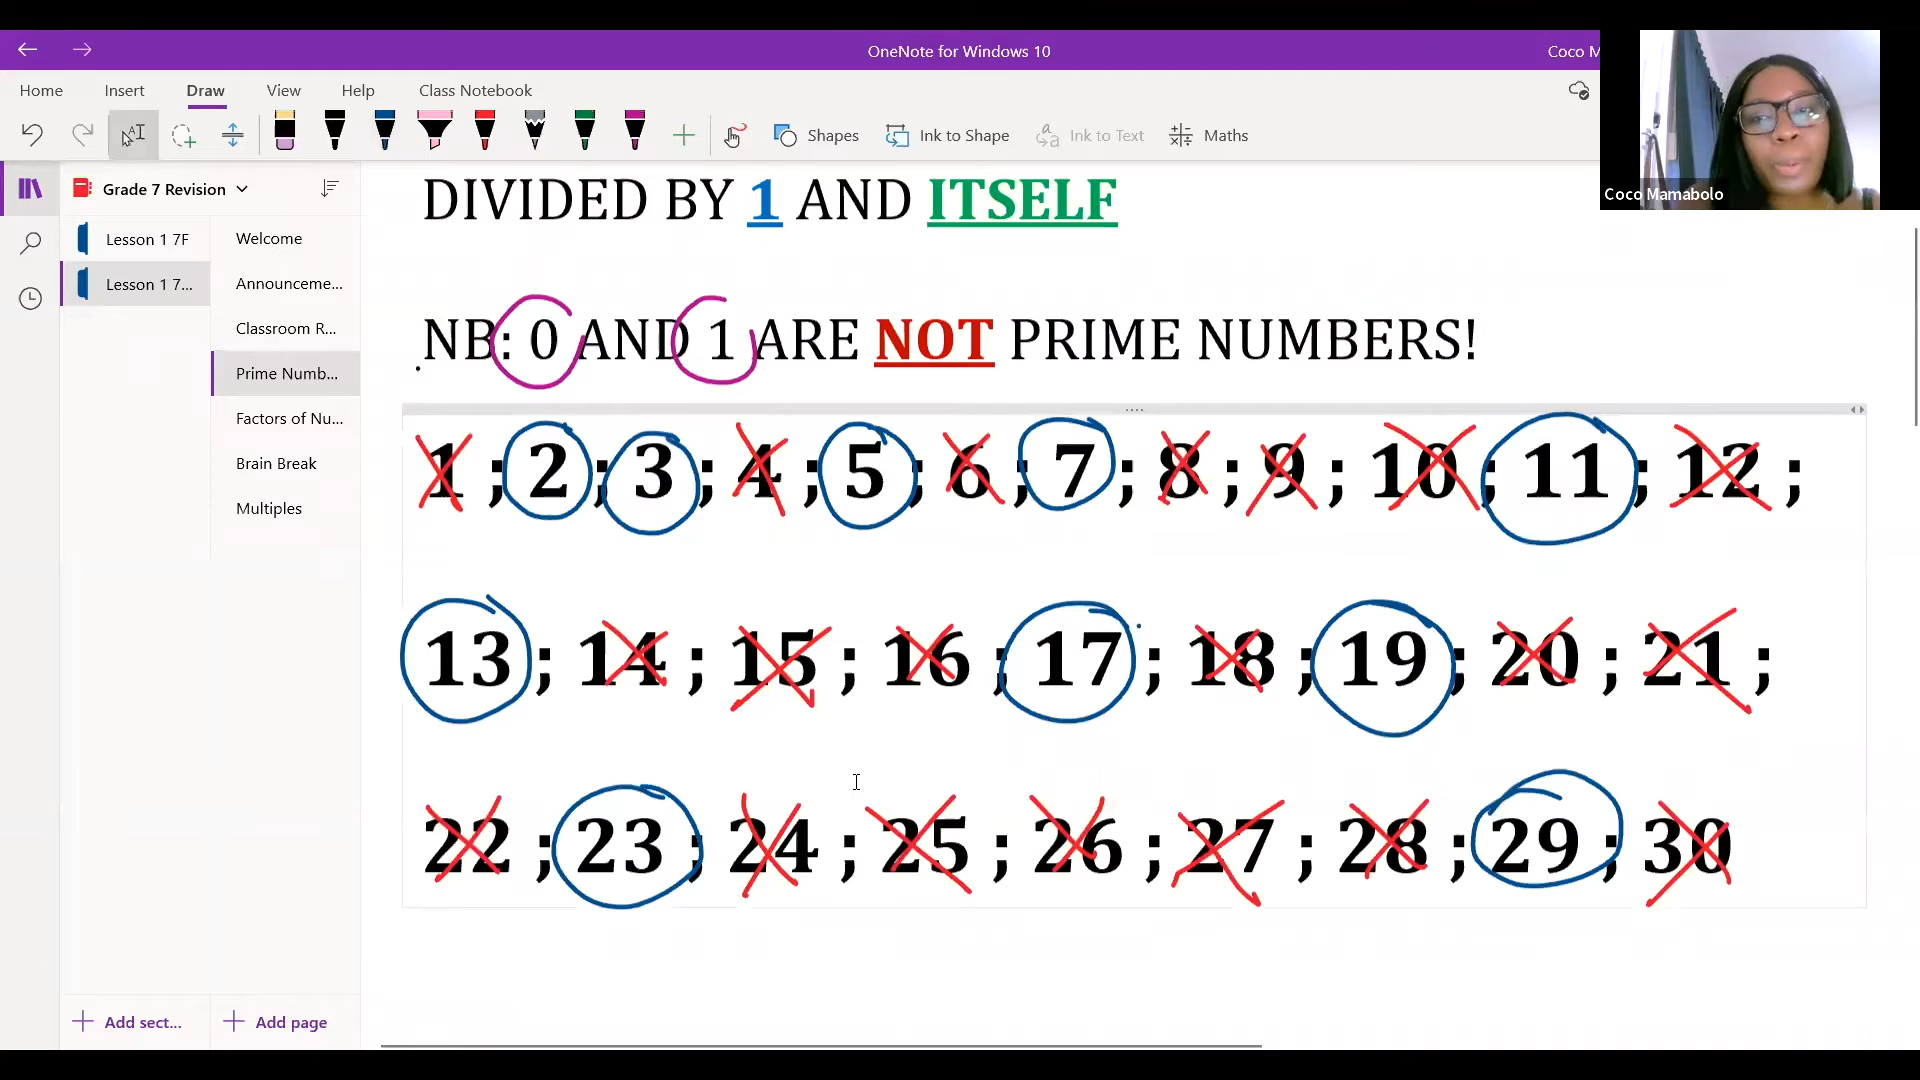 OneNote for Windows 10
Coco M
Home Insert Draw View Help Class Notebook
Shapes Ink to Shape Ink to Text Maths
Coco Mamabolo
Grade 7 Revision
Lesson 1 7F
Lesson 1 7...
Welcome
Announceme...
Classroom R...
Prime Numb...
Factors of Nu...
Brain Break
Multiples
DIVIDED BY 1 AND ITSELF
NB: 0 AND 1 ARE NOT PRIME NUMBERS!
1 ; 2 ; 3 ; 4 ; 5 ; 6 ; 7 ; 8 ; 9 ; 10 ; 11 ; 12 ;
13 ; 14 ; 15 ; 16 ; 17 ; 18 ; 19 ; 20 ; 21 ;
22 ; 23 ; 24 ; 25 ; 26 ; 27 ; 28 ; 29 ; 30
Add sect... Add page